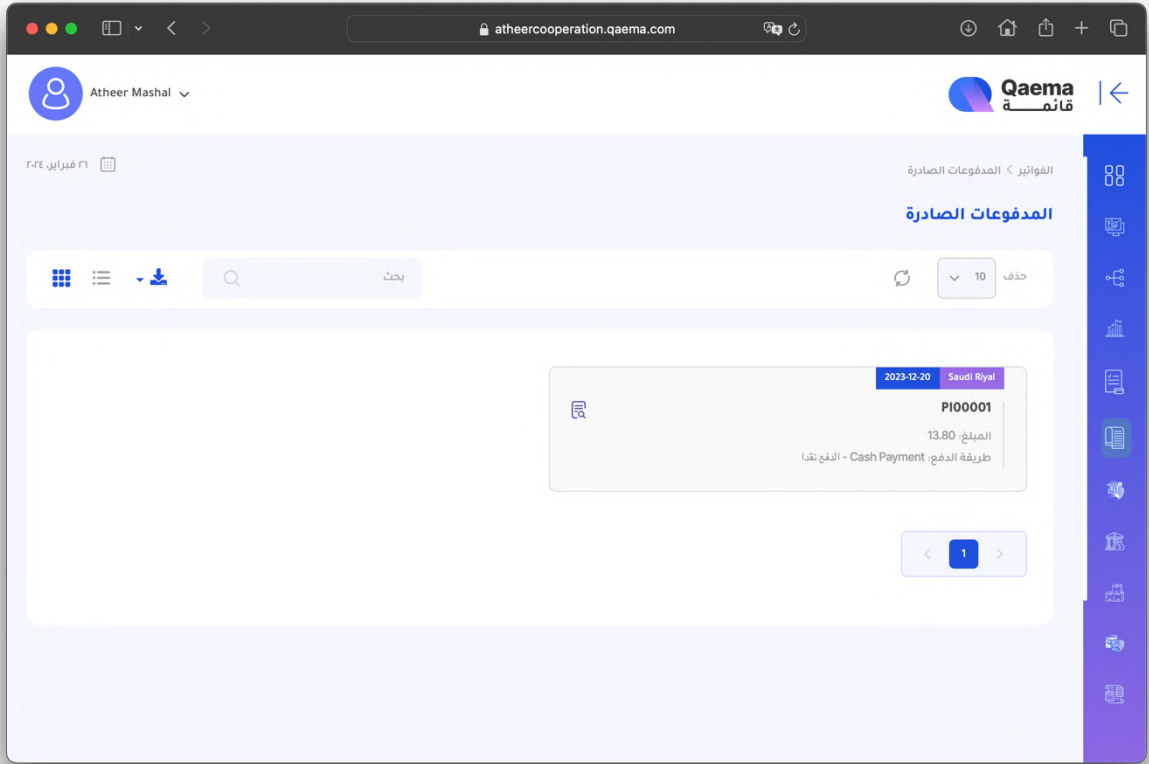 atheercooperation.qaema.com
Atheer Mashal
Qaema
قائمـــة
٢٦ فبراير، ٢٠٢٤
الفواتير > المدفوعات الصادرة
المدفوعات الصادرة
حذف
10
بحث
2023-12-20 Saudi Riyal
PI00001
المبلغ: 13.80
طريقة الدفع: Cash Payment - الدفع نقدا
1